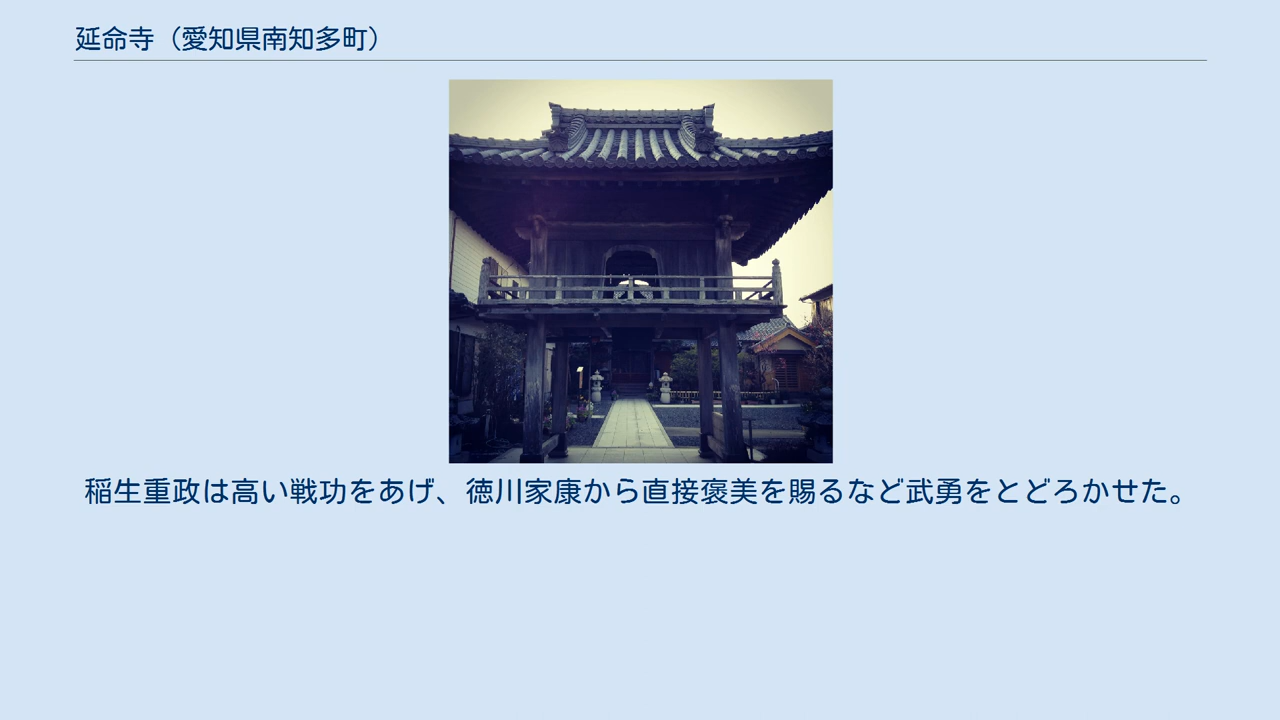 延命寺（愛知県南知多町）
稲生重政は高い戦功をあげ、徳川家康から直接褒美を賜るなど武勇をとどろかせた。